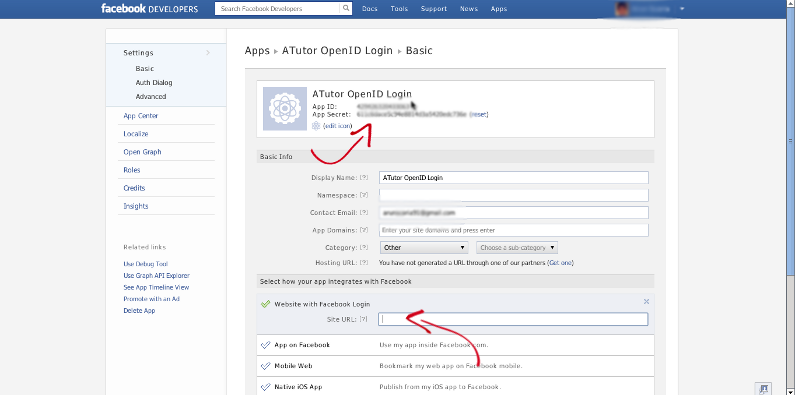 facebook DEVELOPERS
Search Facebook Developers
Docs Tools Support News Apps
Settings
Basic
Auth Dialog
Advanced
App Center
Localize
Open Graph
Roles
Credits
Insights
Related links
Use Debug Tool
Use Graph API Explorer
See App Timeline View
Promote with an Ad
Delete App
Apps ▸ ATutor OpenID Login ▸ Basic
ATutor OpenID Login
App ID:
App Secret: (reset)
(edit icon)
Basic Info
Display Name: [?] ATutor OpenID Login
Namespace: [?]
Contact Email: [?]
App Domains: [?] Enter your site domains and press enter
Category: [?] Other Choose a sub-category
Hosting URL: [?] You have not generated a URL through one of our partners (Get one)
Select how your app integrates with Facebook
Website with Facebook Login
Site URL: [?]
App on Facebook Use my app inside Facebook.com.
Mobile Web Bookmark my web app on Facebook mobile.
Native iOS App Publish from my iOS app to Facebook.